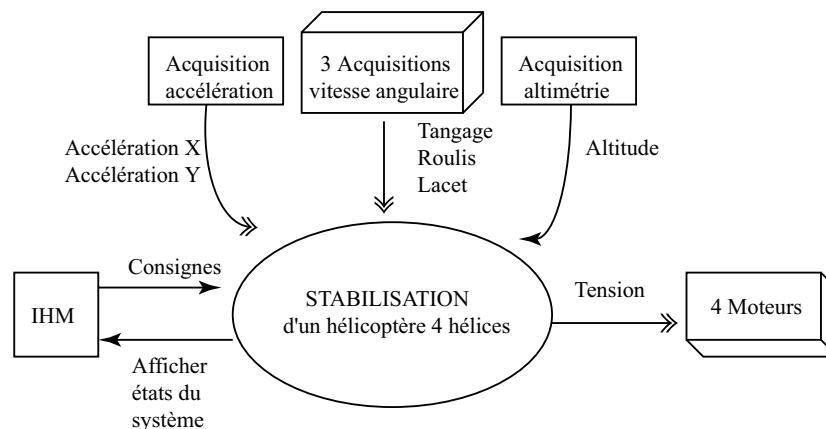 Acquisition
accélération
3 Acquisitions
vitesse angulaire
Acquisition
altimétrie
Accélération X
Accélération Y
Tangage
Roulis
Lacet
Altitude
Consignes
IHM
STABILISATION
d'un hélicoptère 4 hélices
Tension
4 Moteurs
Afficher
états du
système